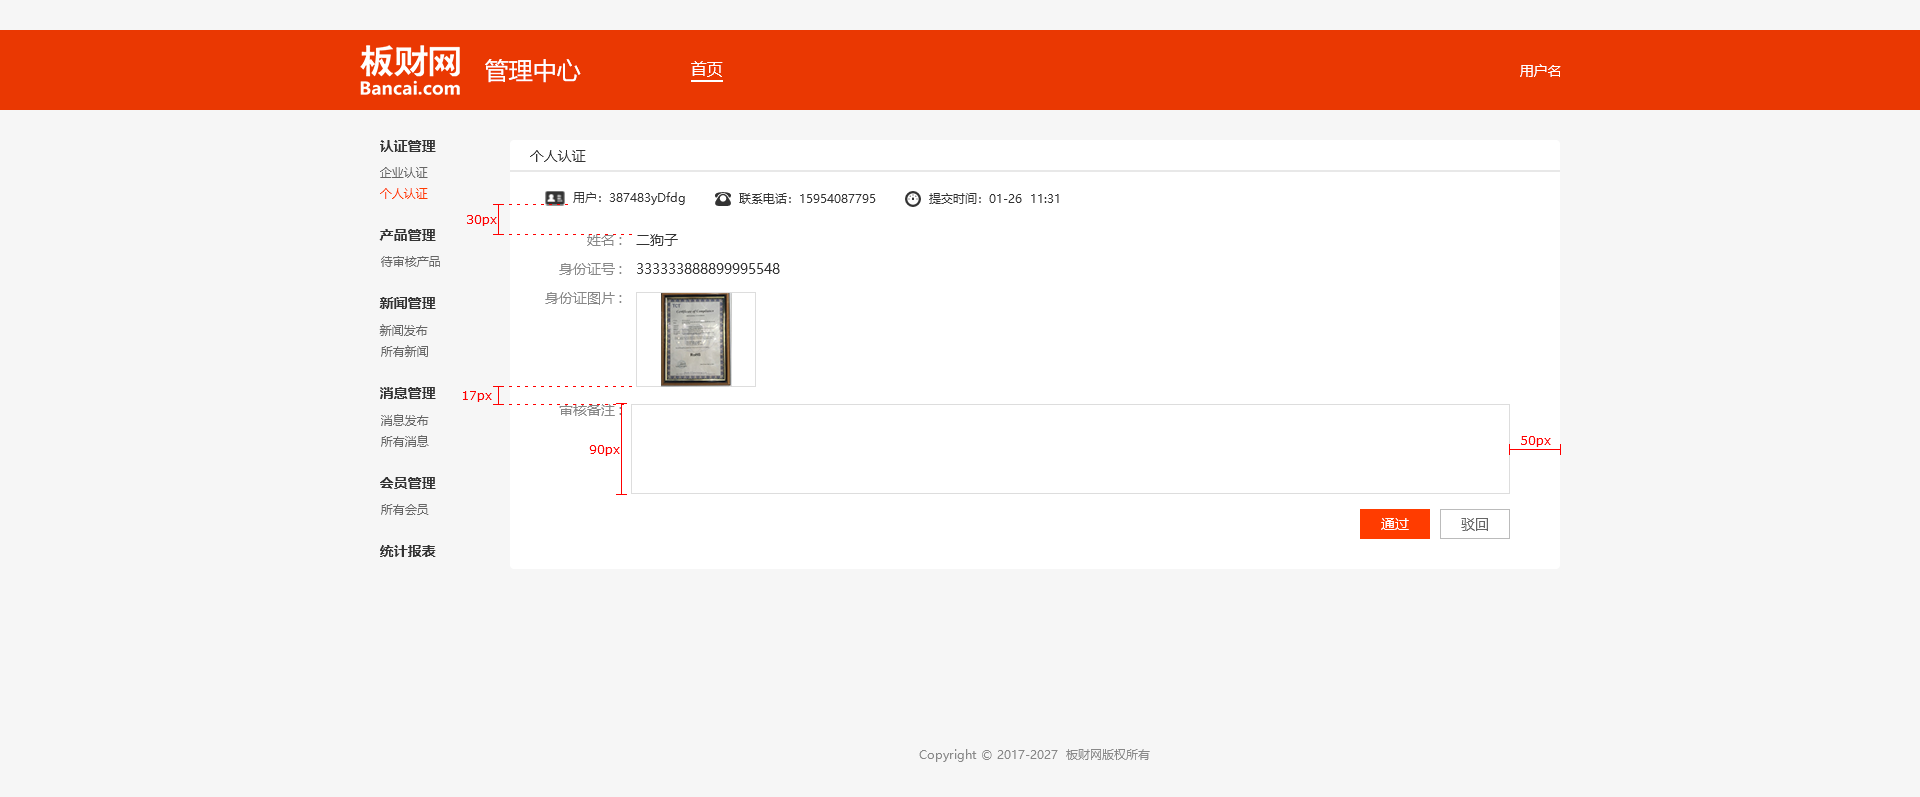 板财网
Bancai.com
管理中心
首页
用户名
认证管理
企业认证
个人认证
产品管理
待审核产品
新闻管理
新闻发布
所有新闻
消息管理
消息发布
所有消息
会员管理
所有会员
统计报表
个人认证
用户：387483yDfdg
联系电话：15954087795
提交时间：01-26 11:31
30px
姓名： 二狗子
身份证号： 333333888899995548
身份证图片：
17px
审核备注：
90px
50px
通过
驳回
Copyright © 2017-2027 板财网版权所有